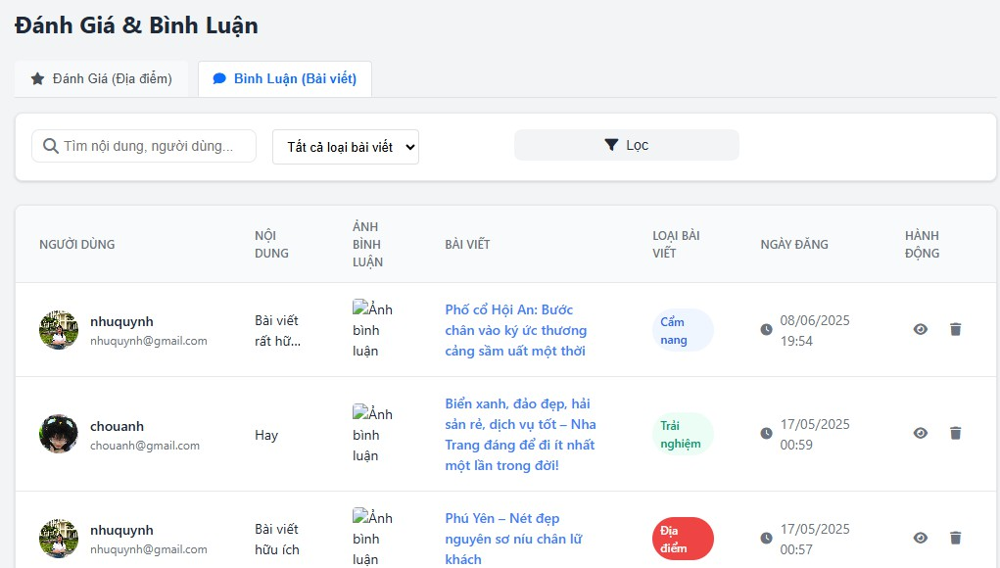 Đánh Giá & Bình Luận
Đánh Giá (Địa điểm)
Bình Luận (Bài viết)
Tìm nội dung, người dùng...
Tất cả loại bài viết
Lọc
NGƯỜI DÙNG
NỘI
DUNG
ẢNH
BÌNH
LUẬN
BÀI VIẾT
LOẠI BÀI
VIẾT
NGÀY ĐĂNG
HÀNH
ĐỘNG
nhuquynh
nhuquynh@gmail.com
Bài viết
rất hữ...
Ảnh
bình
luận
Phố cổ Hội An: Bước
chân vào ký ức thương
cảng sầm uất một thời
Cẩm
nang
08/06/2025
19:54
chouanh
chouanh@gmail.com
Hay
Ảnh
bình
luận
Biển xanh, đảo đẹp, hải
sản rẻ, dịch vụ tốt – Nha
Trang đáng để đi ít nhất
một lần trong đời!
Trải
nghiệm
17/05/2025
00:59
nhuquynh
nhuquynh@gmail.com
Bài viết
hữu ích
Ảnh
bình
luận
Phú Yên – Nét đẹp
nguyên sơ níu chân lữ
khách
Địa
điểm
17/05/2025
00:57